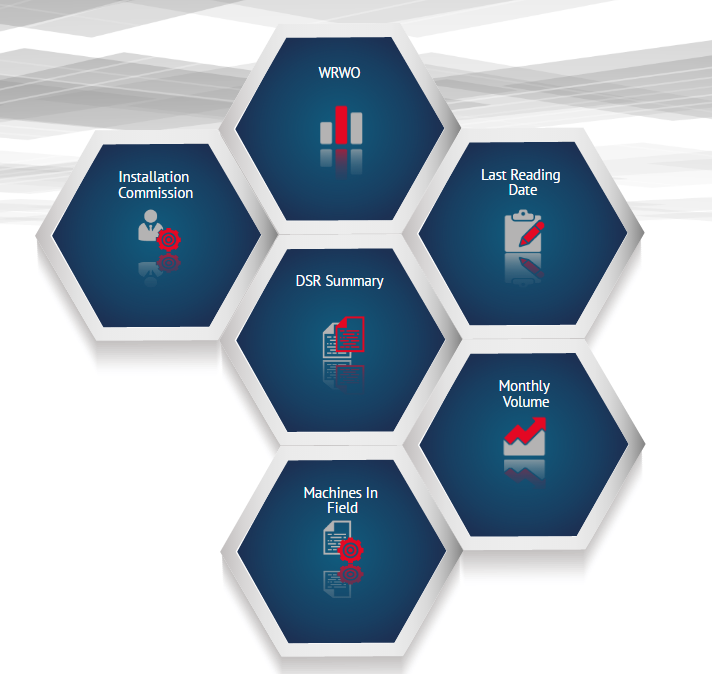 WRWO
Installation
Commission
Last Reading
Date
DSR Summary
Monthly
Volume
Machines In
Field